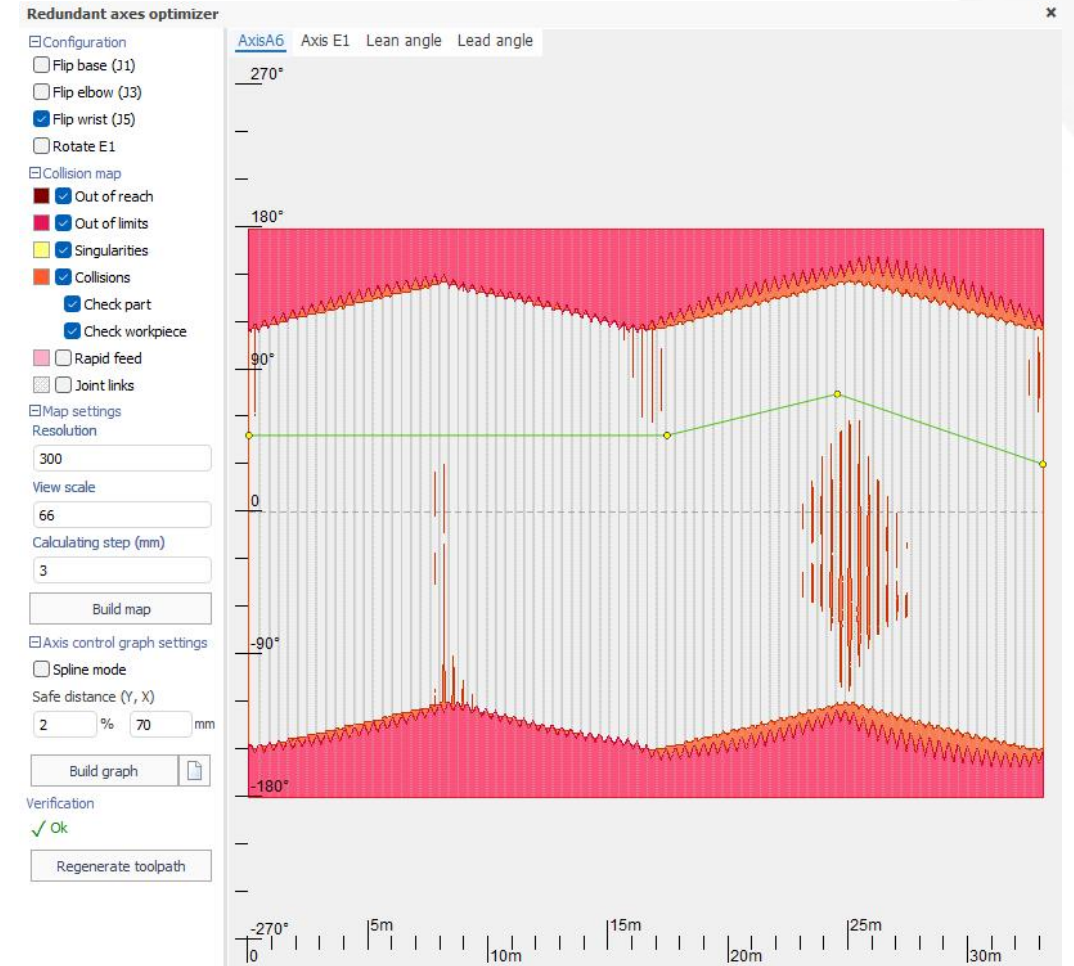 Redundant axes optimizer
×
Configuration
Flip base (J1)
Flip elbow (J3)
Flip wrist (J5)
Rotate E1
Collision map
Out of reach
Out of limits
Singularities
Collisions
Check part
Check workpiece
Rapid feed
Joint links
Map settings
Resolution
300
View scale
66
Calculating step (mm)
3
Build map
Axis control graph settings
Spline mode
Safe distance (Y, X)
2 % 70 mm
Build graph
Verification
Ok
Regenerate toolpath
AxisA6 Axis E1 Lean angle Lead angle
270°
180°
90°
0
-90°
-180°
-270°
5m 15m 25m
0 10m 20m 30m